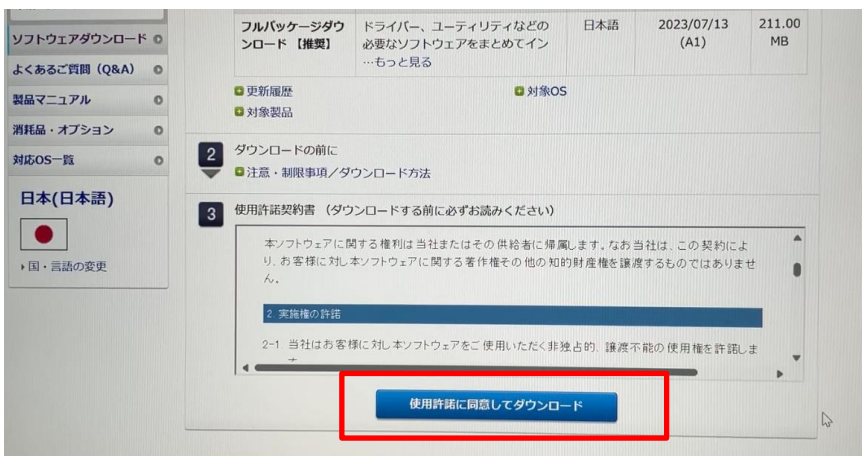 ソフトウェアダウンロード
よくあるご質問（Q&A）
製品マニュアル
消耗品・オプション
対応OS一覧
日本(日本語)
国・言語の変更
フルパッケージダウ
ンロード 【推奨】
ドライバー、ユーティリティなどの
必要なソフトウェアをまとめてイン
…もっと見る
日本語
2023/07/13
(A1)
211.00
MB
更新履歴
対象OS
対象製品
2 ダウンロードの前に
注意・制限事項／ダウンロード方法
3 使用許諾契約書 （ダウンロードする前に必ずお読みください）
本ソフトウェアに関する権利は当社またはその供給者に帰属します。なお当社は、この契約によ
り、お客様に対し本ソフトウェアに関する著作権その他の知的財産権を譲渡するものではありませ
ん。
2. 実施権の許諾
2-1. 当社はお客様に対し本ソフトウェアをご使用いただく非独占的、譲渡不能の使用権を許諾しま
使用許諾に同意してダウンロード